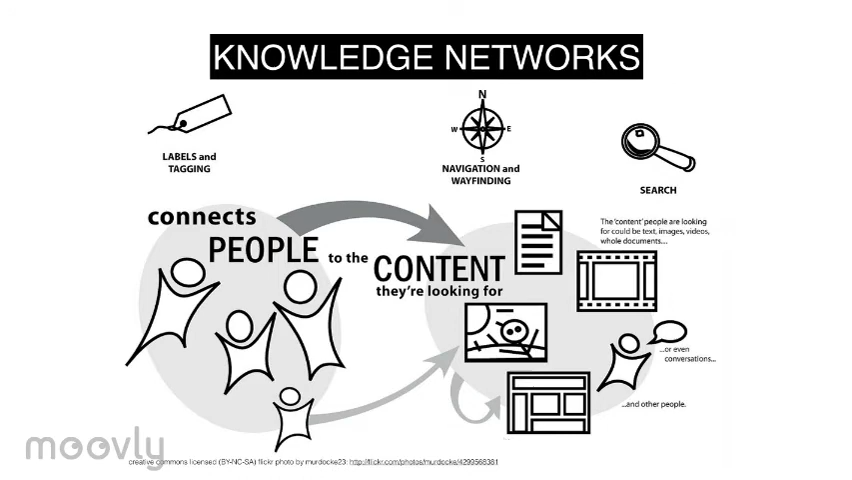 KNOWLEDGE NETWORKS
LABELS and
TAGGING
N
W
E
S
NAVIGATION and
WAYFINDING
SEARCH
connects
PEOPLE
to the
CONTENT
they're looking for
The 'content' people are looking
for could be text, images, videos,
whole documents....
...or even
conversations...
...and other people.
moovly
creative commons licensed (BY-NC-SA) flickr photo by murdocke23: http://flickr.com/photos/murdocke/4299568381